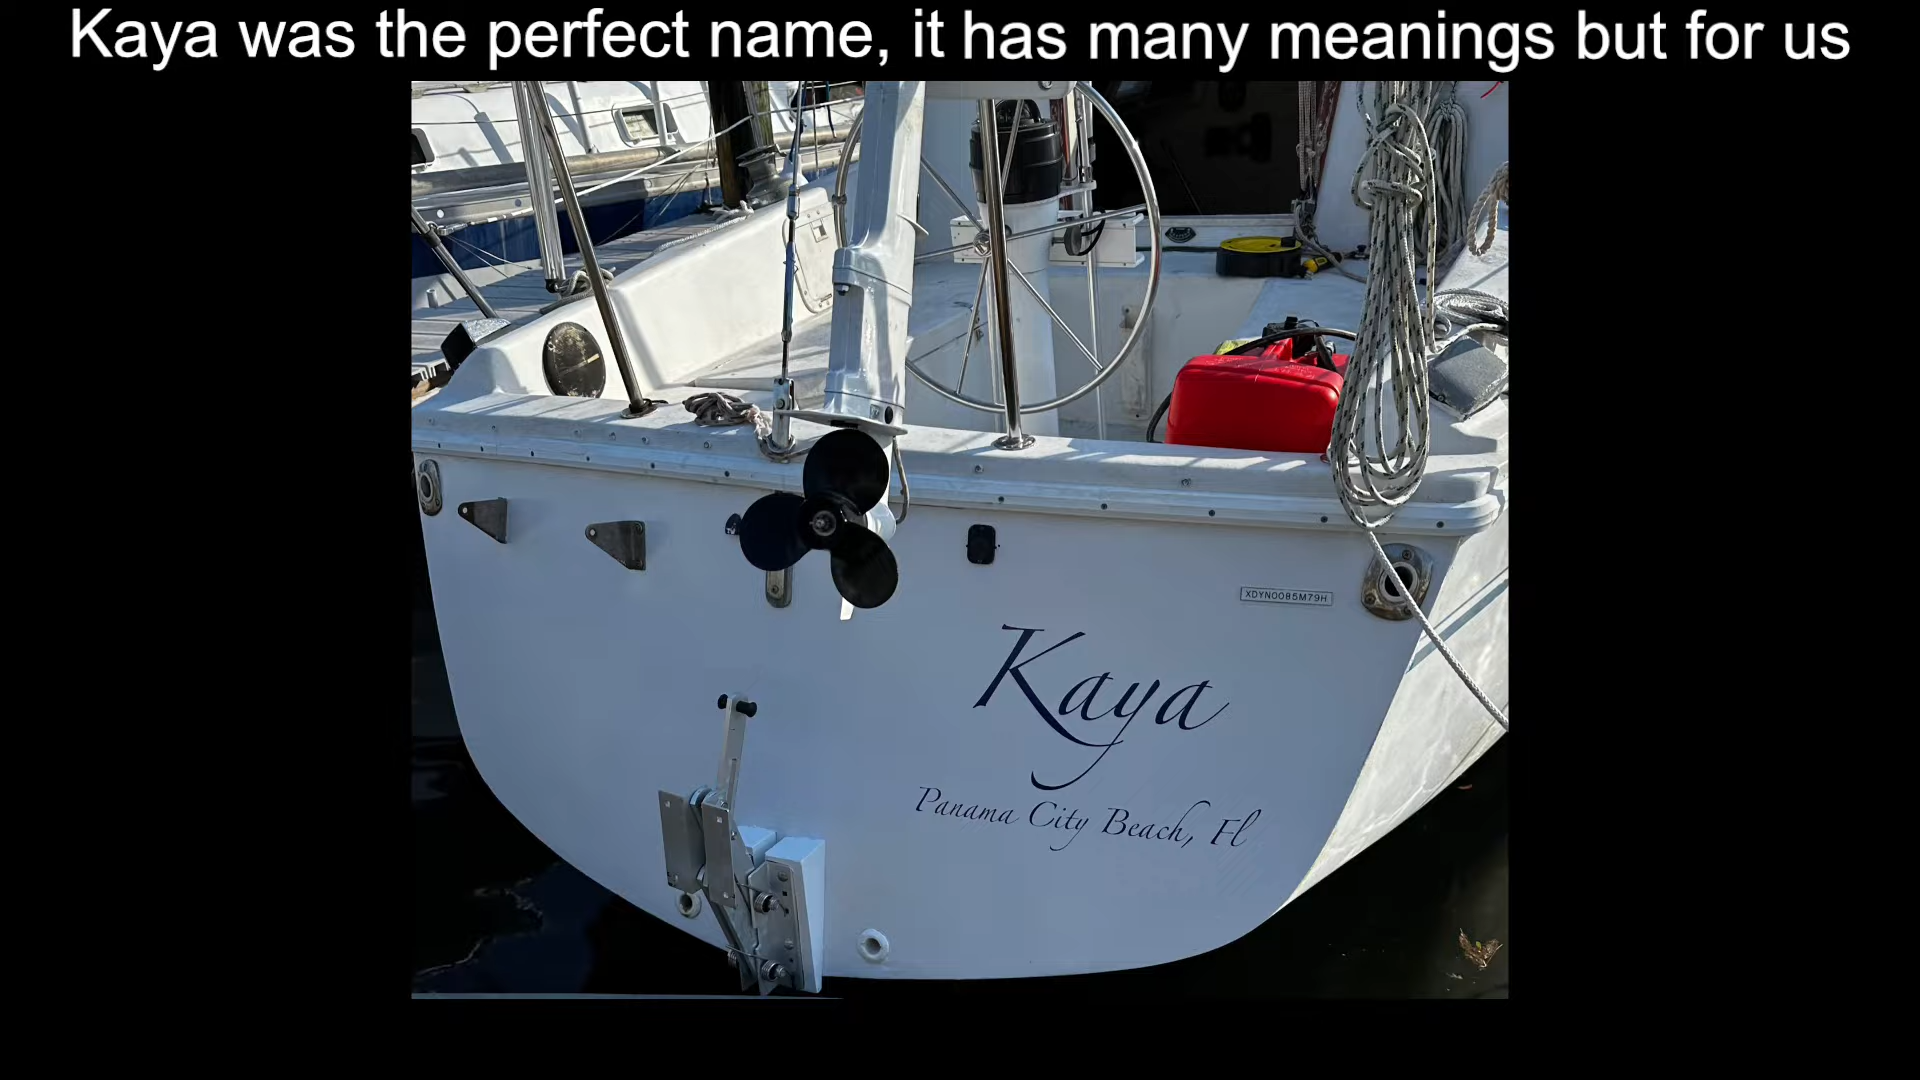 Kaya was the perfect name, it has many meanings but for us
XDYN0085M79H
Kaya
Panama City Beach, Fl